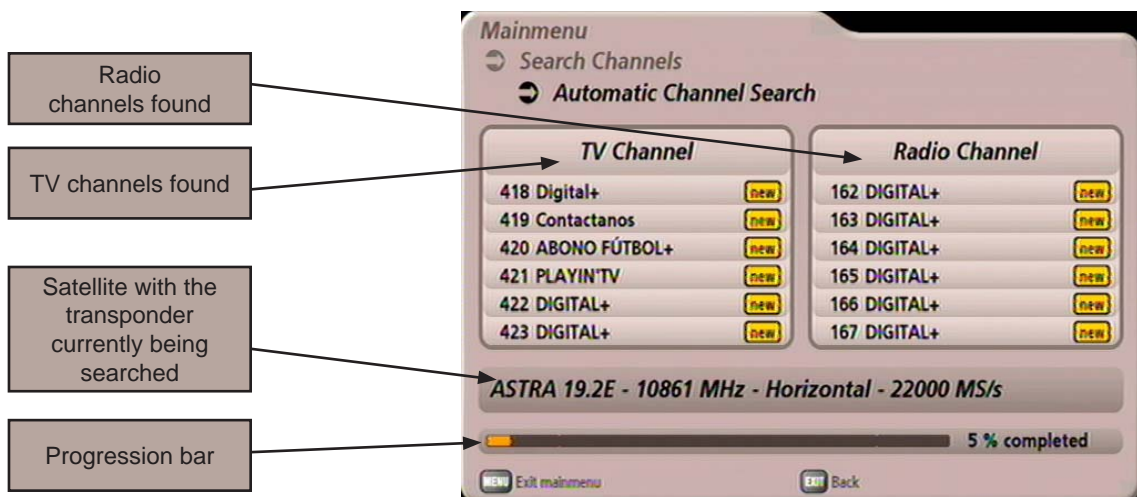 Mainmenu
Search Channels
Automatic Channel Search
Radio
channels found
TV channels found
Satellite with the
transponder
currently being
searched
Progression bar
TV Channel
418 Digital+ new
419 Contactanos new
420 ABONO FÚTBOL+ new
421 PLAYIN'TV new
422 DIGITAL+ new
423 DIGITAL+ new
Radio Channel
162 DIGITAL+ new
163 DIGITAL+ new
164 DIGITAL+ new
165 DIGITAL+ new
166 DIGITAL+ new
167 DIGITAL+ new
ASTRA 19.2E - 10861 MHz - Horizontal - 22000 MS/s
5 % completed
MENU Exit mainmenu
EXIT Back